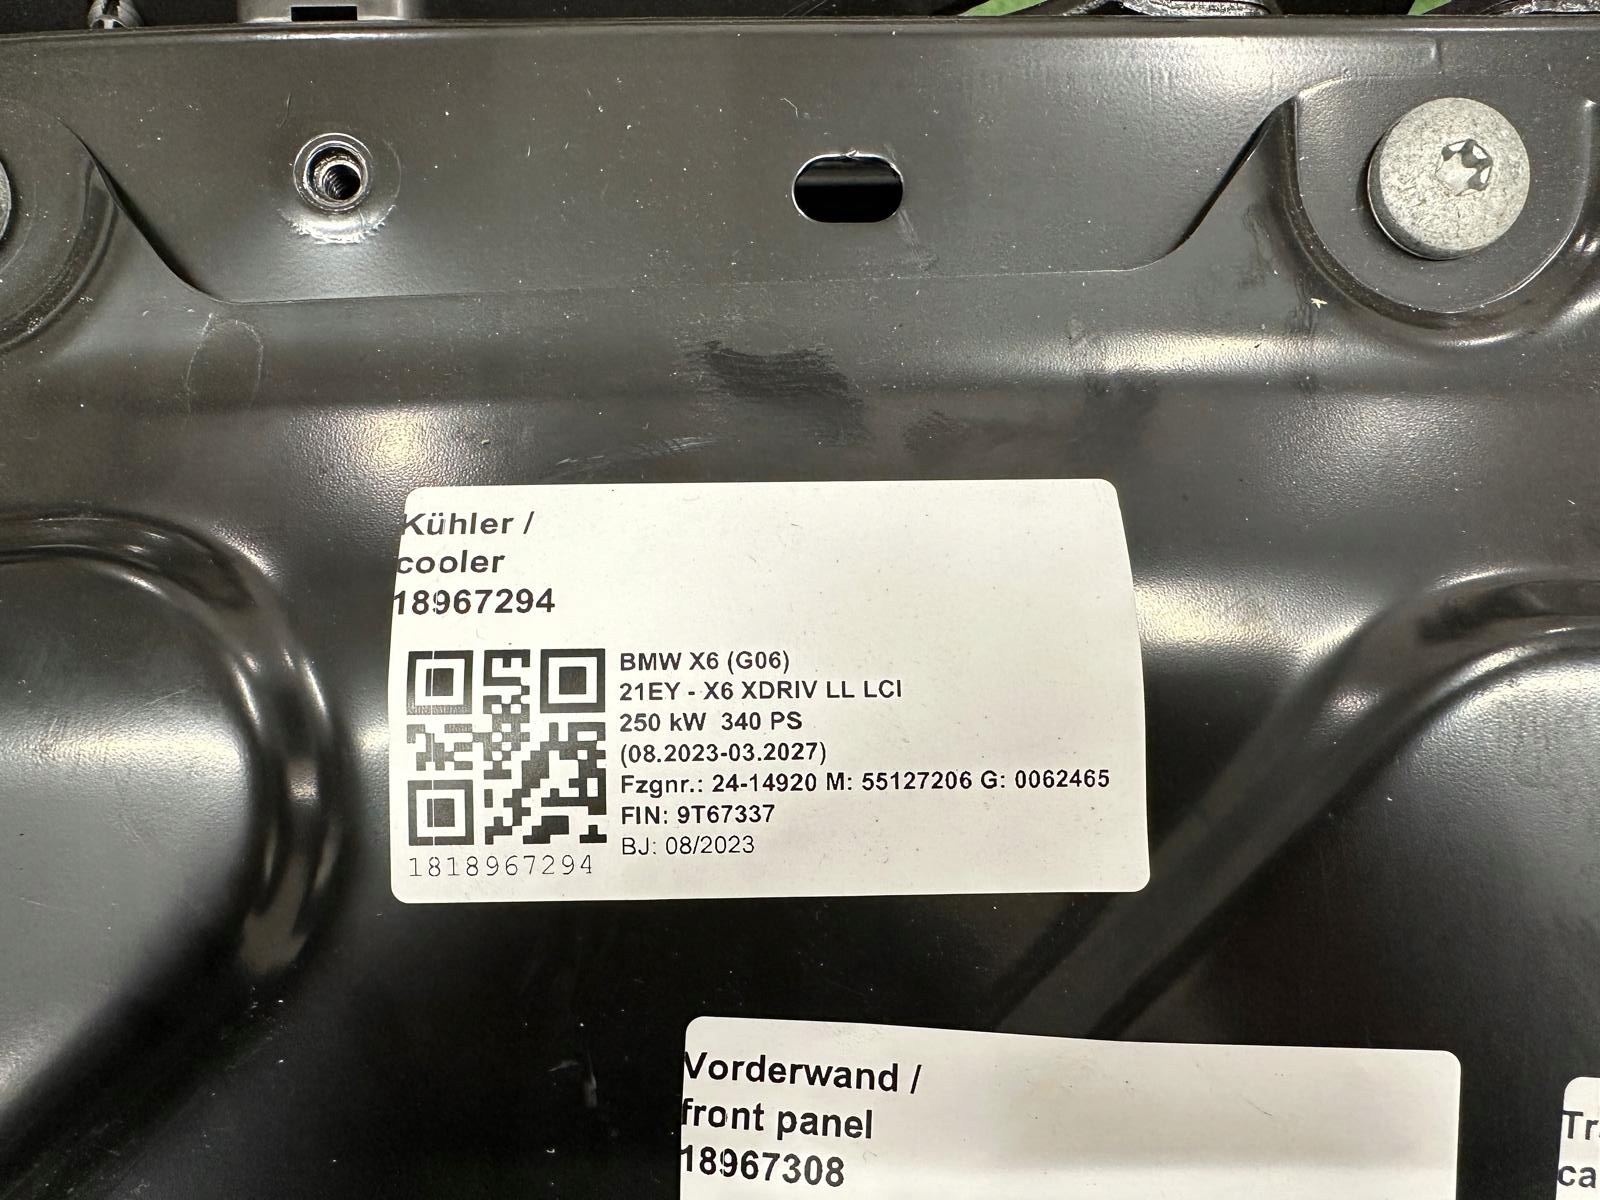 Kühler /
cooler
18967294
BMW X6 (G06)
21EY - X6 XDRIV LL LCI
250 kW 340 PS
(08.2023-03.2027)
Fzgnr.: 24-14920 M: 55127206 G: 0062465
FIN: 9T67337
BJ: 08/2023
1818967294
Vorderwand /
front panel
18967308